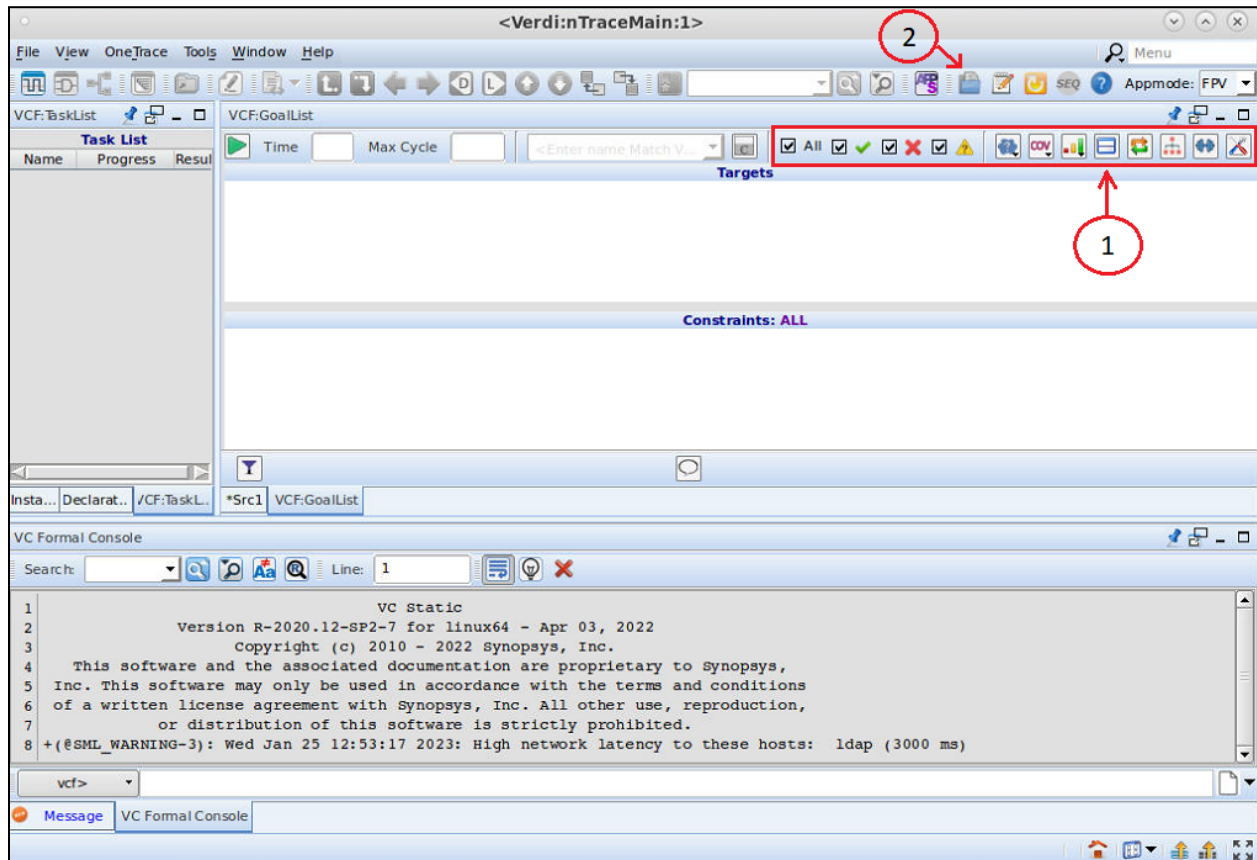 <Verdi:nTraceMain:1>
2
File View OneTrace Tools Window Help
Menu
APPS
SEQ
Appmode: FPV
VCF:TaskList
VCF:GoalList
Task List
Name Progress Resul
Time Max Cycle <Enter name Match V... All
COV
Targets
1
Constraints: ALL
Insta... Declarat.. /CF:TaskL..
*Src1 VCF:GoalList
VC Formal Console
Search: Line: 1
1 VC Static
2 Version R-2020.12-SP2-7 for linux64 - Apr 03, 2022
3 Copyright (c) 2010 - 2022 Synopsys, Inc.
4 This software and the associated documentation are proprietary to Synopsys,
5 Inc. This software may only be used in accordance with the terms and conditions
6 of a written license agreement with Synopsys, Inc. All other use, reproduction,
7 or distribution of this software is strictly prohibited.
8 +(@SML_WARNING-3): Wed Jan 25 12:53:17 2023: High network latency to these hosts: ldap (3000 ms)
vcf>
Message VC Formal Console